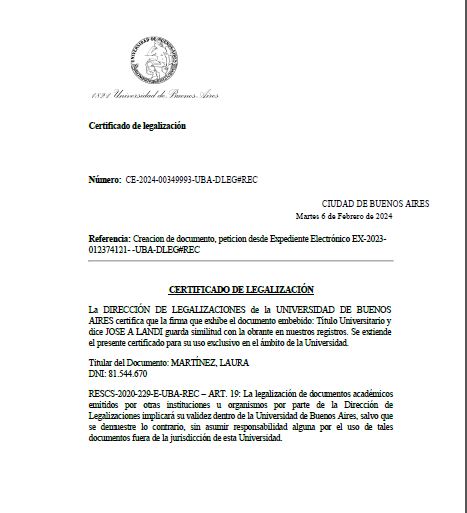 1821 Universidad de Buenos Aires
Certificado de legalización
Número: CE-2024-00349993-UBA-DLEG#REC
CIUDAD DE BUENOS AIRES
Martes 6 de Febrero de 2024
Referencia: Creacion de documento, peticion desde Expediente Electrónico EX-2023-
012374121- -UBA-DLEG#REC
CERTIFICADO DE LEGALIZACIÓN
La DIRECCIÓN DE LEGALIZACIONES de la UNIVERSIDAD DE BUENOS
AIRES certifica que la firma que exhibe el documento embebido: Título Universitario y
dice JOSE A LANDI guarda similitud con la obrante en nuestros registros. Se extiende
el presente certificado para su uso exclusivo en el ámbito de la Universidad.
Titular del Documento: MARTÍNEZ, LAURA
DNI: 81.544.670
RESCS-2020-229-E-UBA-REC – ART. 19: La legalización de documentos académicos
emitidos por otras instituciones u organismos por parte de la Dirección de
Legalizaciones implicará su validez dentro de la Universidad de Buenos Aires, salvo que
se demuestre lo contrario, sin asumir responsabilidad alguna por el uso de tales
documentos fuera de la jurisdicción de esta Universidad.